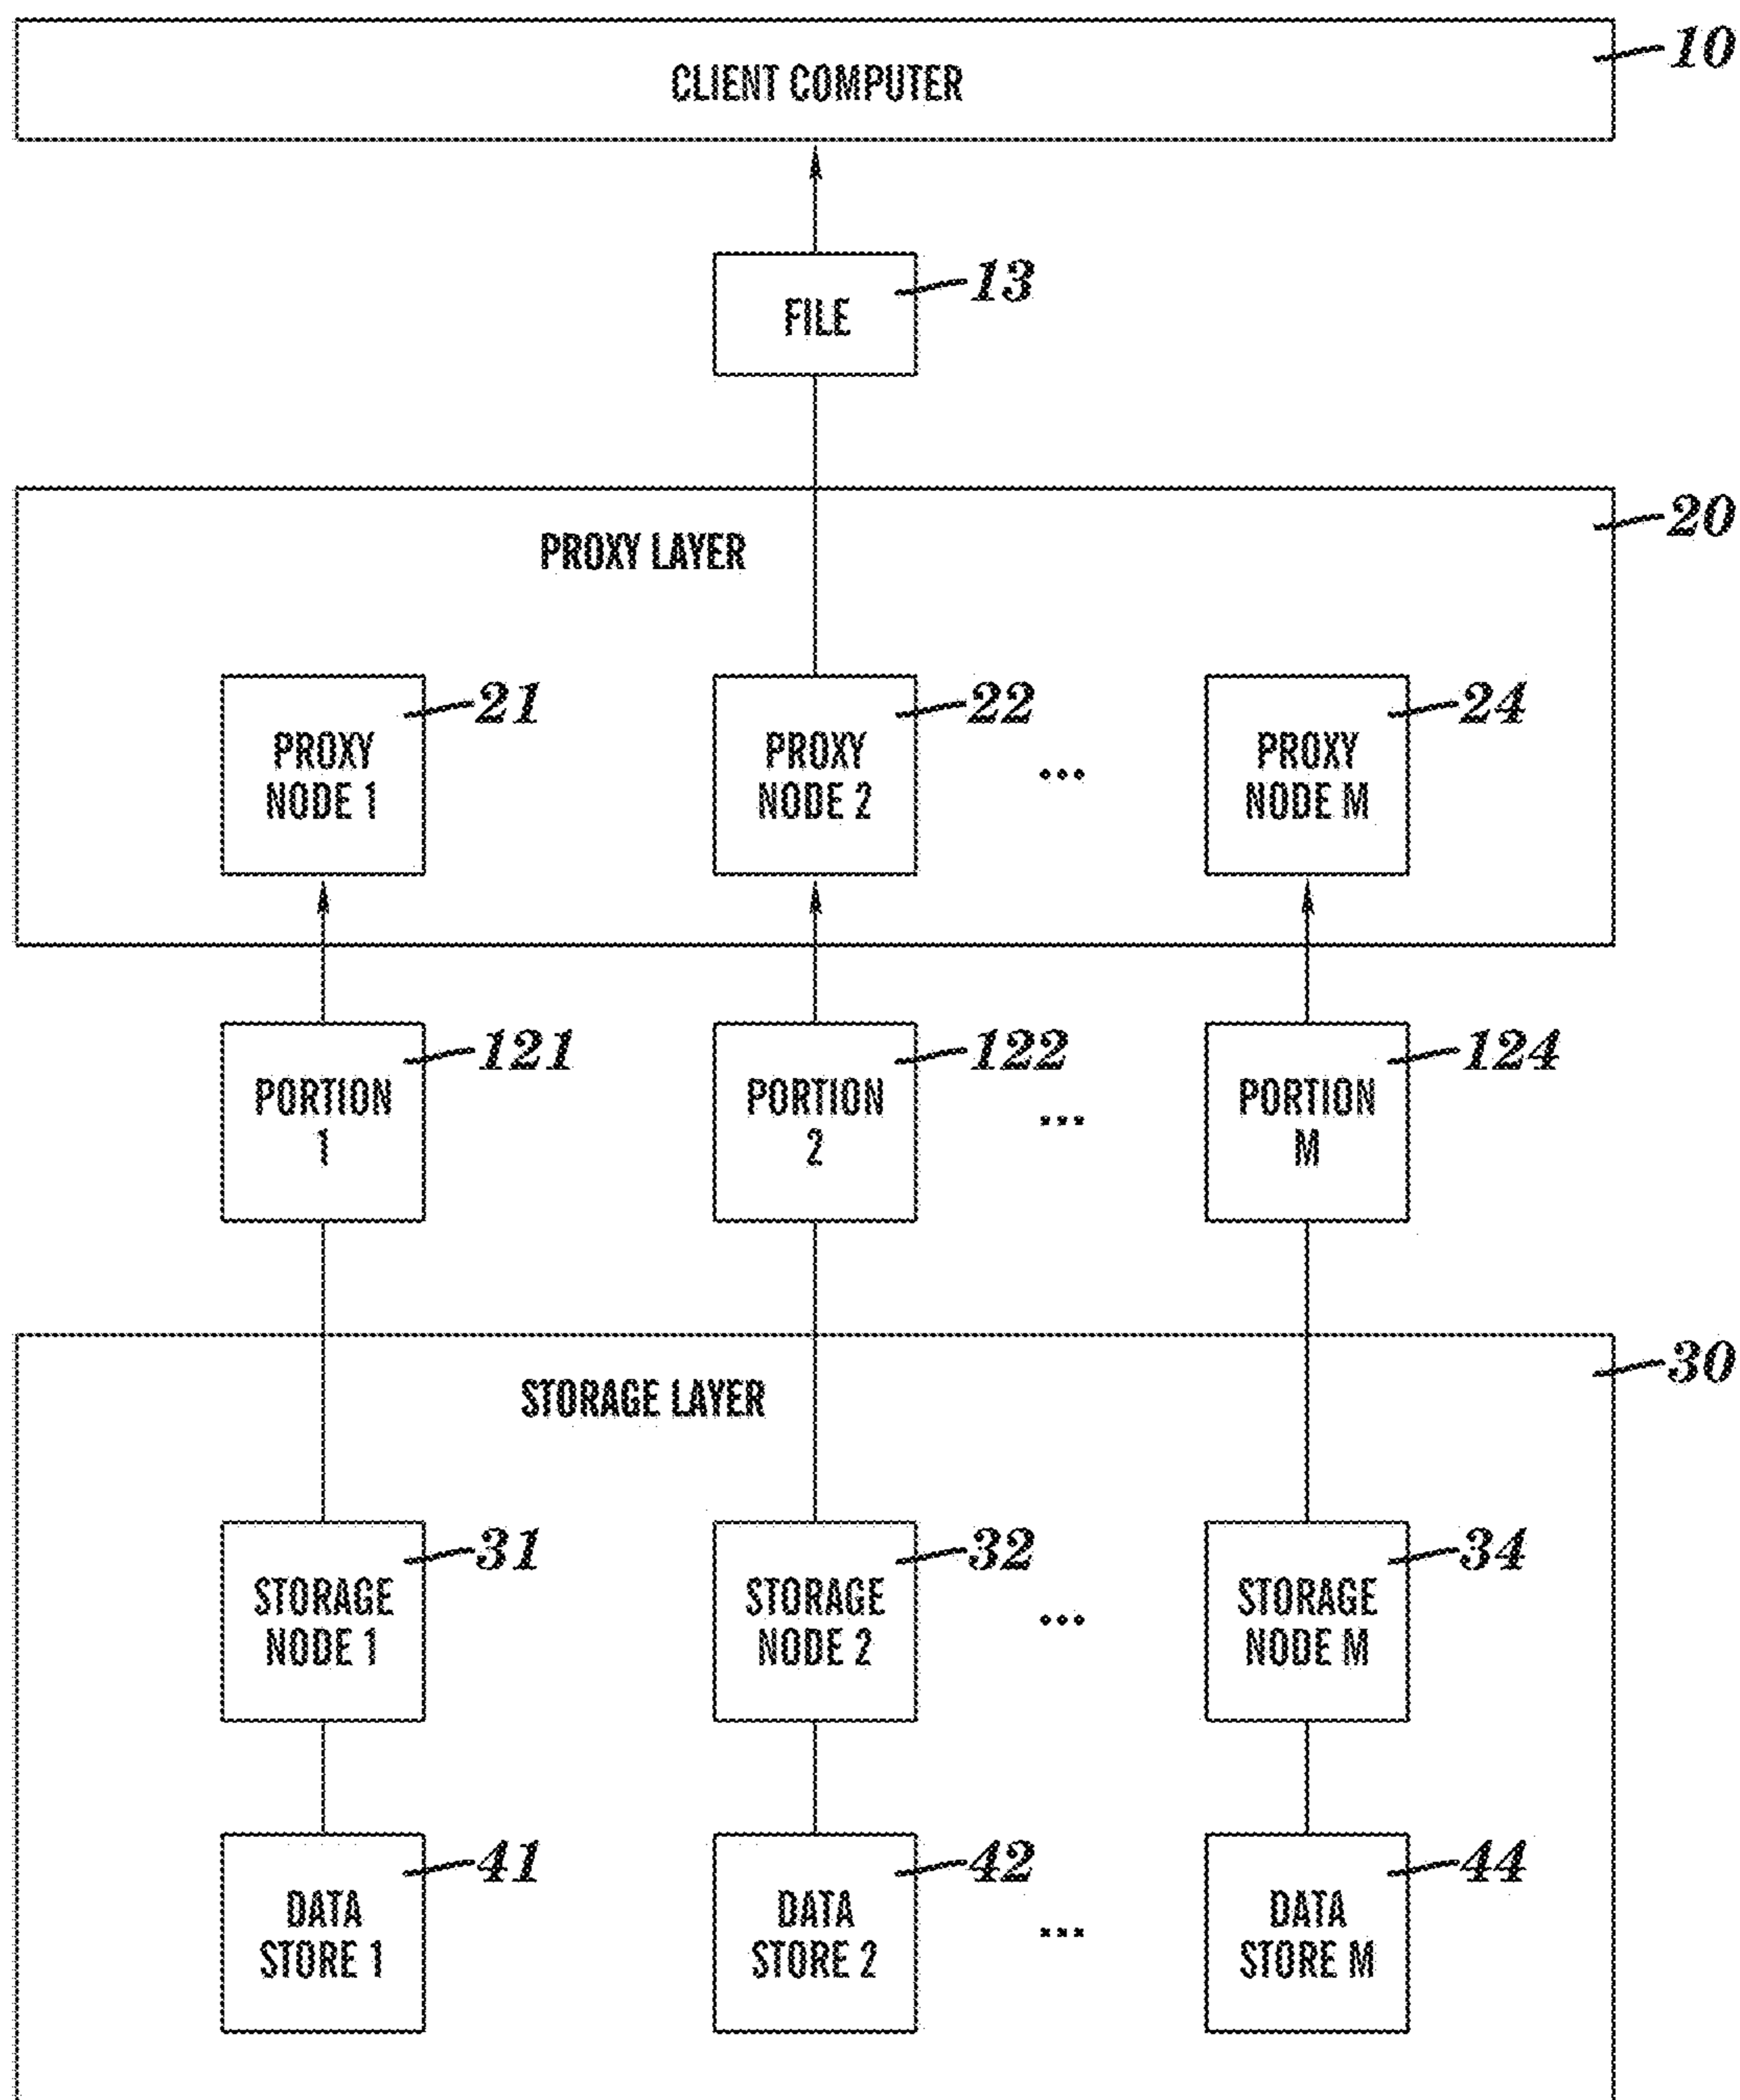 CLIENT COMPUTER
10
FILE
13
PROXY LAYER
20
PROXY
NODE 1
21
PROXY
NODE 2
22
...
PROXY
NODE M
24
PORTION
1
121
PORTION
2
122
...
PORTION
M
124
STORAGE LAYER
30
STORAGE
NODE 1
31
STORAGE
NODE 2
32
...
STORAGE
NODE M
34
DATA
STORE 1
41
DATA
STORE 2
42
...
DATA
STORE M
44